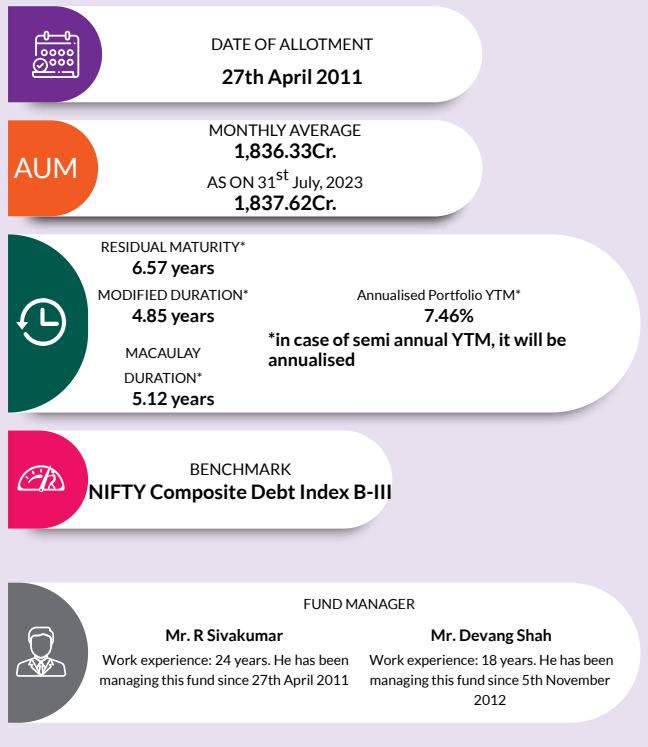 DATE OF ALLOTMENT
27th April 2011
AUM
MONTHLY AVERAGE
1,836.33Cr.
AS ON 31st July, 2023
1,837.62Cr.
RESIDUAL MATURITY*
6.57 years
MODIFIED DURATION*
4.85 years
MACAULAY
DURATION*
5.12 years
Annualised Portfolio YTM*
7.46%
*in case of semi annual YTM, it will be
annualised
BENCHMARK
NIFTY Composite Debt Index B-III
FUND MANAGER
Mr. R Sivakumar
Work experience: 24 years. He has been
managing this fund since 27th April 2011
Mr. Devang Shah
Work experience: 18 years. He has been
managing this fund since 5th November
2012